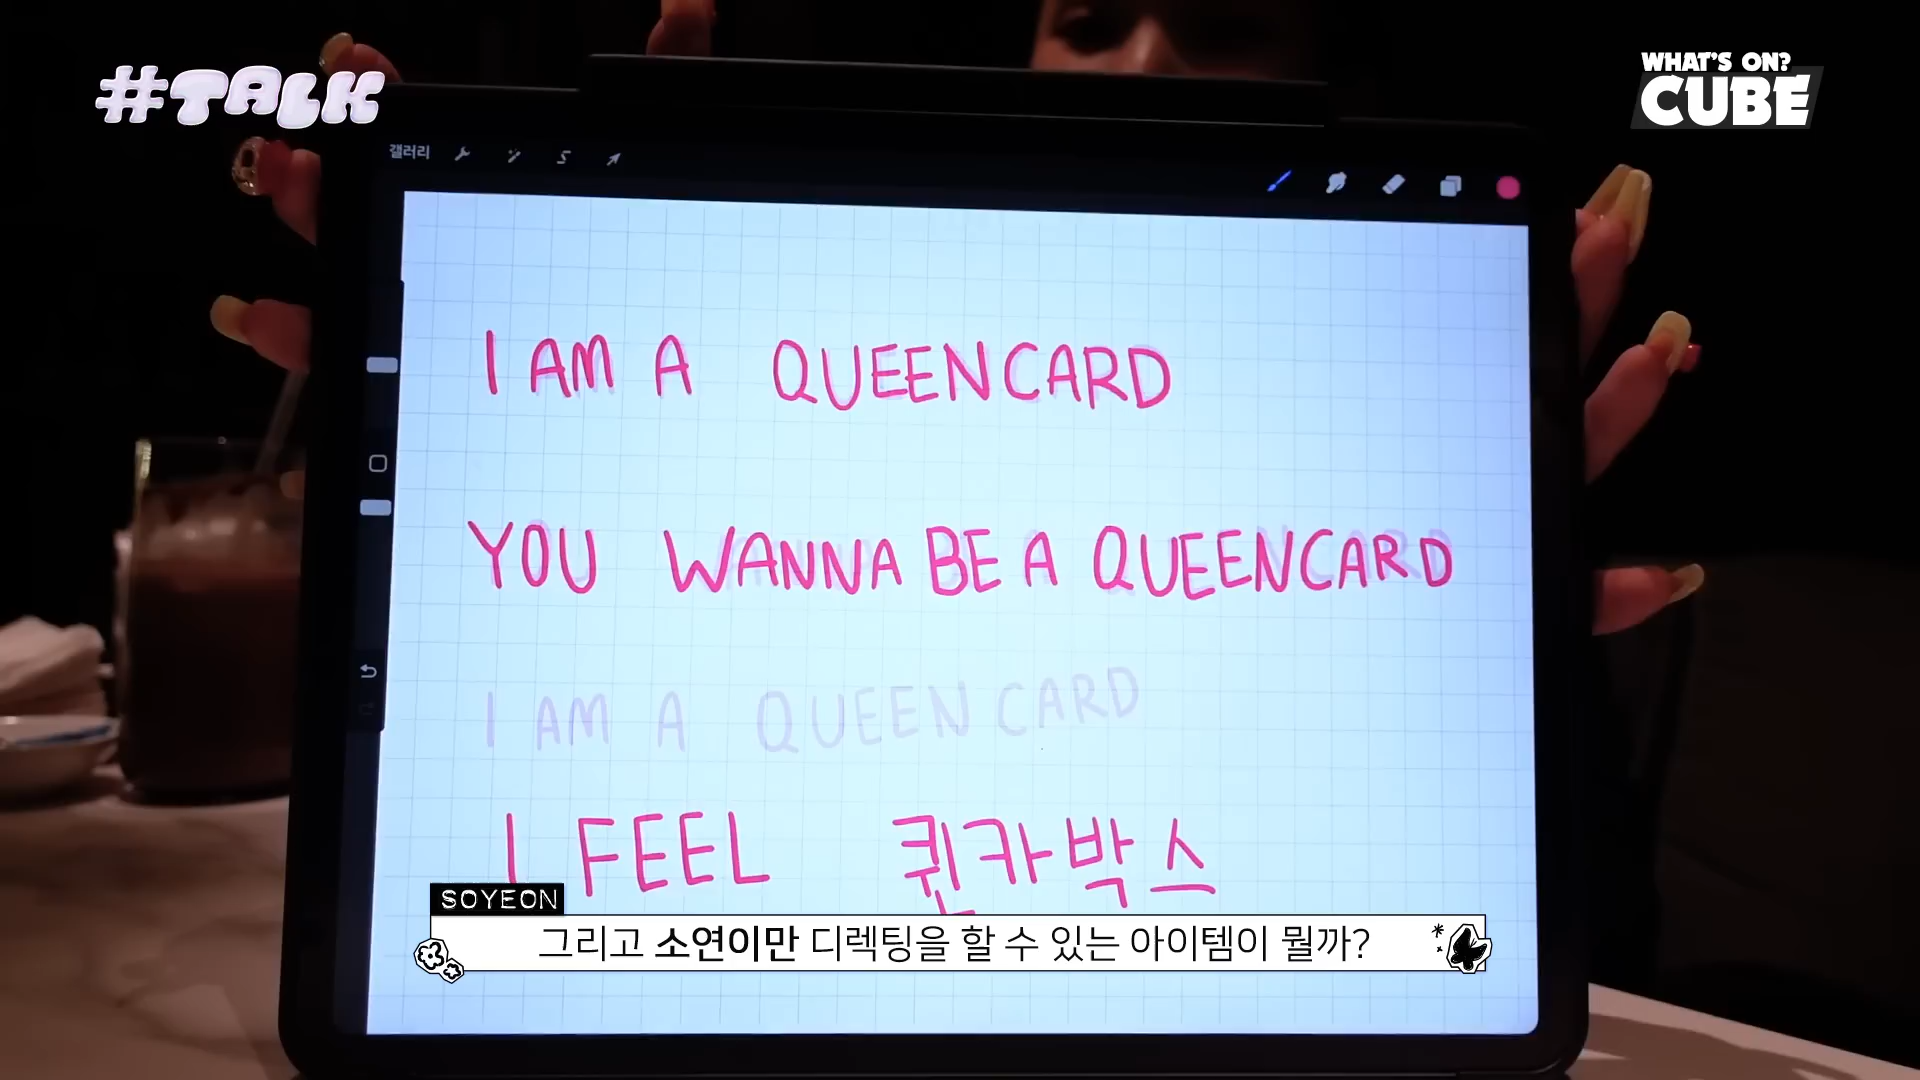 #TALK
WHAT'S ON?
CUBE
갤러리
I AM A QUEENCARD
YOU WANNA BE A QUEENCARD
I AM A QUEEN CARD
I FEEL 퀸카박스
SOYEON
그리고 소연이만 디렉팅을 할 수 있는 아이템이 뭘까?